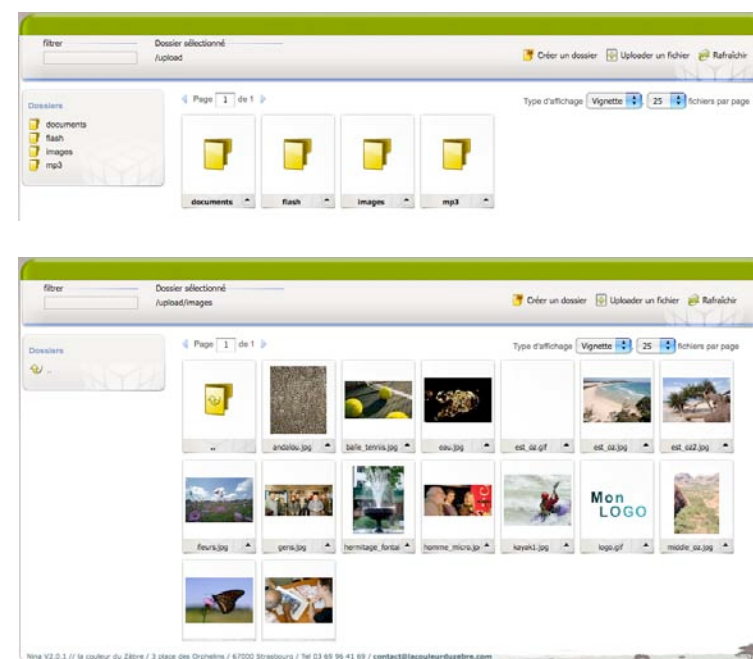 filtrer Dossier sélectionné
/upload
Créer un dossier Uploader un fichier Rafraîchir
Page 1 de 1 Type d'affichage Vignette 25 fichiers par page
Dossiers
documents
flash
images
mp3
documents flash images mp3
filtrer Dossier sélectionné
/upload/images
Créer un dossier Uploader un fichier Rafraîchir
Page 1 de 1 Type d'affichage Vignette 25 fichiers par page
Dossiers
..
.. andalou.jpg balle_tennis.jpg eau.jpg est_oz.gif est_oz.jpg est_oz2.jpg
Mon
LOGO
fleurs.jpg gens.jpg hermitage_fontai homme_micro.jp kayak1.jpg logo.gif middle_oz.jpg
Nina V2.0.1 // la couleur du Zèbre / 3 place des Orphelins / 67000 Strasbourg / Tel 03 69 96 41 69 / contact@lacouleurduzebre.com